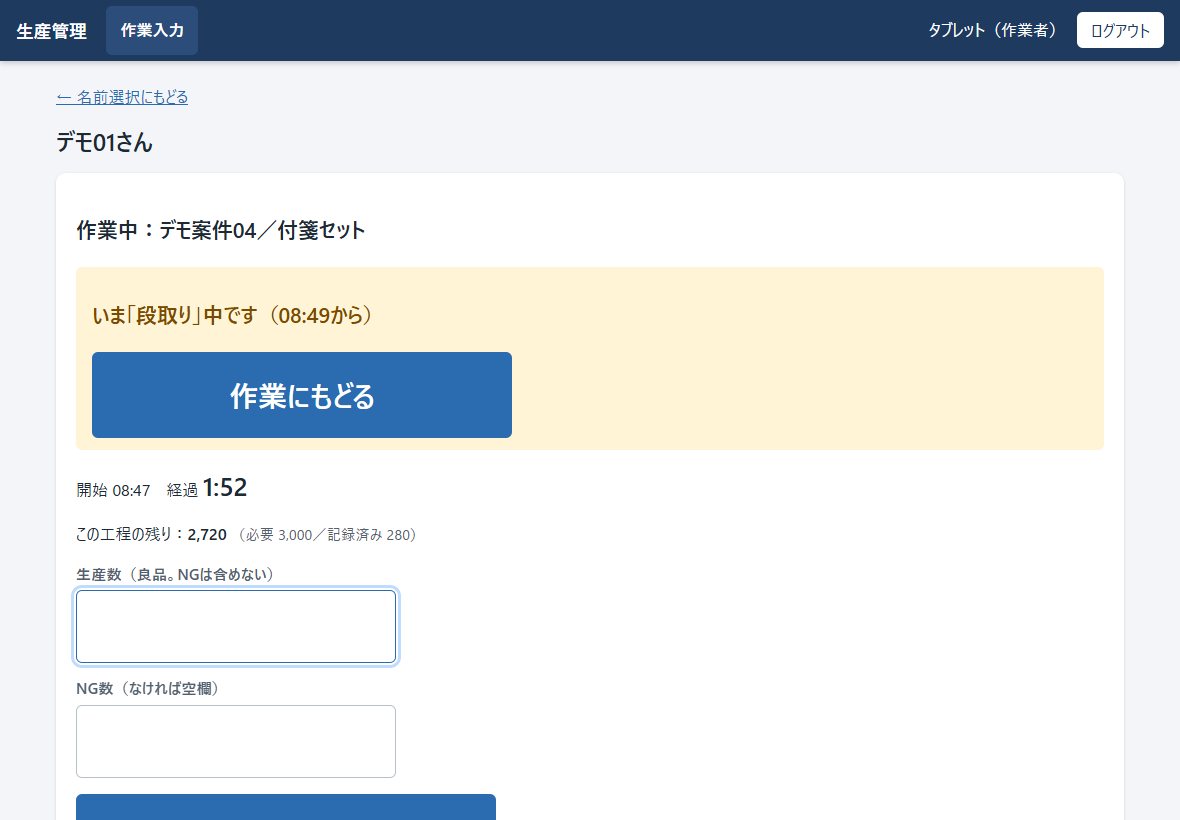 生産管理 作業入力 タブレット（作業者） ログアウト
← 名前選択にもどる
デモ01さん
作業中：デモ案件04／付箋セット
いま「段取り」中です（08:49から）
作業にもどる
開始 08:47 経過 1:52
この工程の残り：2,720 （必要 3,000／記録済み 280）
生産数（良品。NGは含めない）
NG数（なければ空欄）